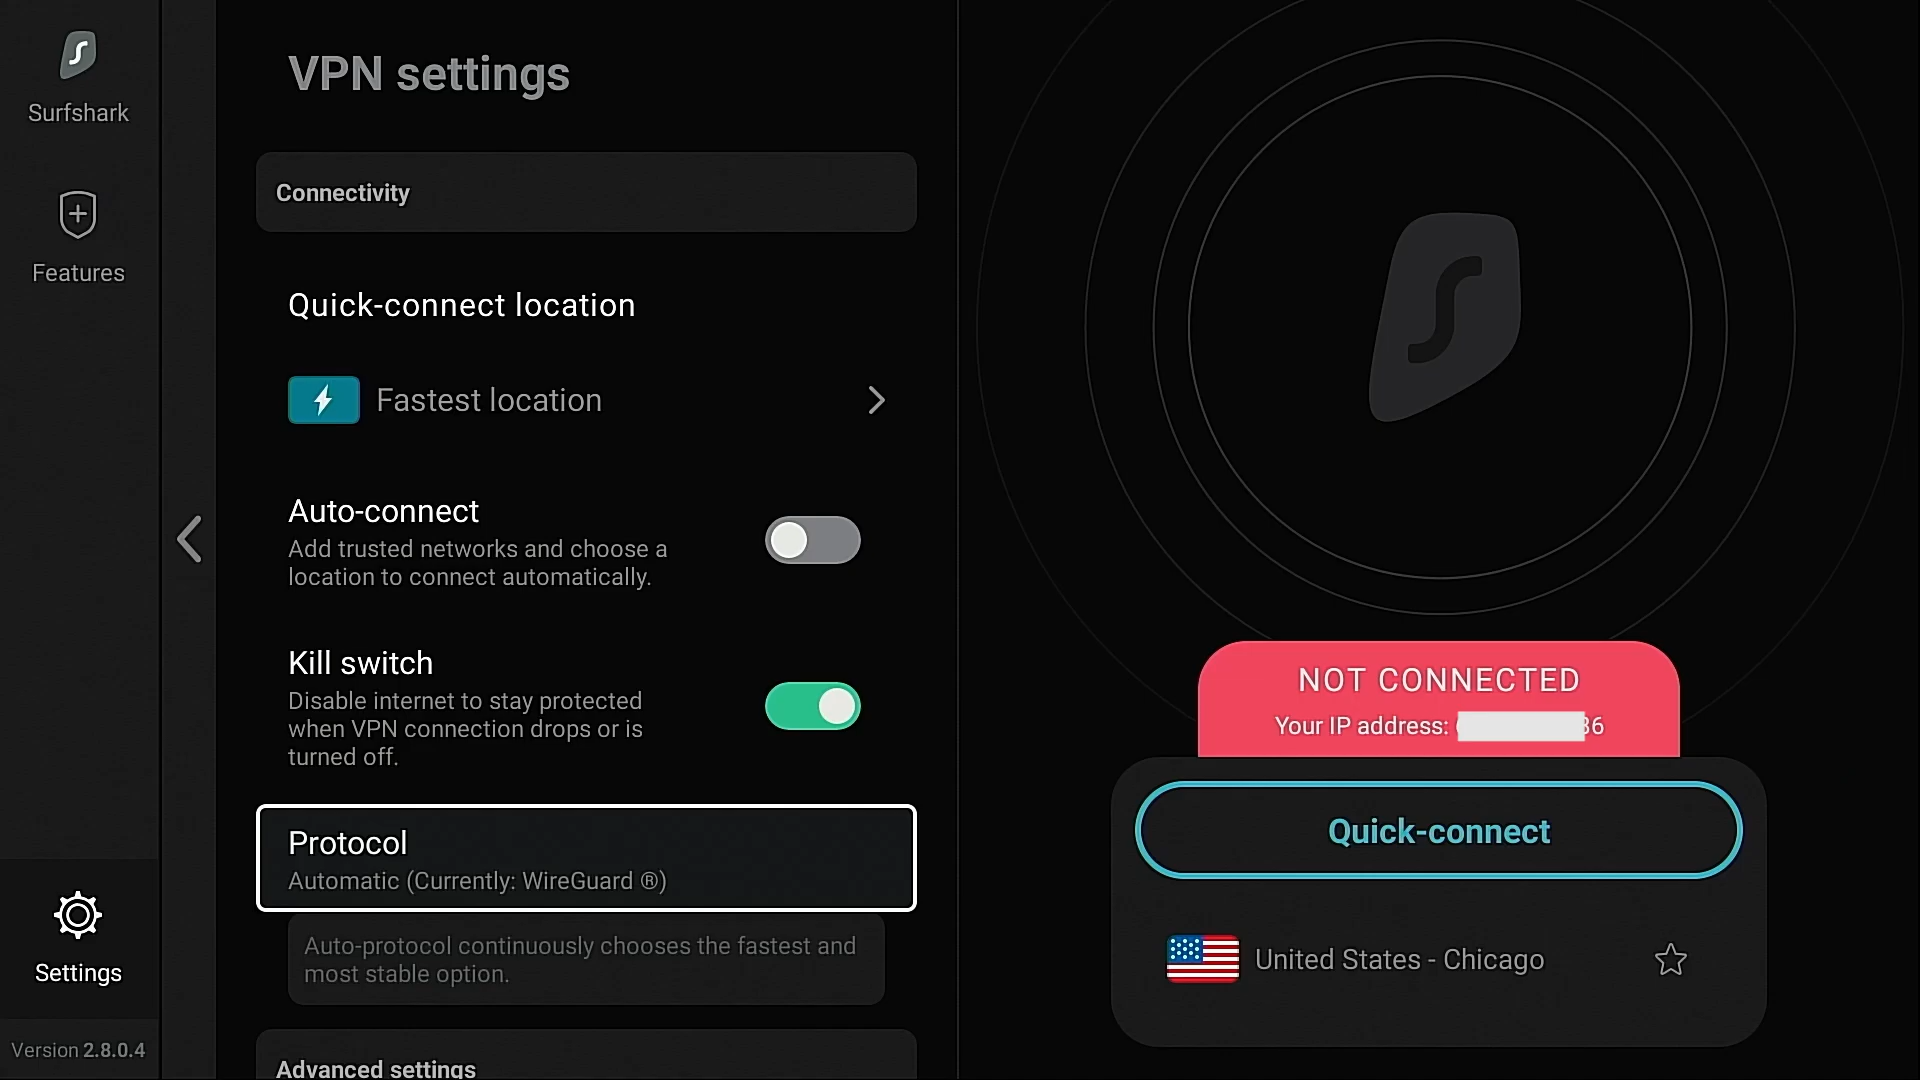 Surfshark
Features
Settings
Version 2.8.0.4
VPN settings
Connectivity
Quick-connect location
Fastest location
Auto-connect
Add trusted networks and choose a
location to connect automatically.
Kill switch
Disable internet to stay protected
when VPN connection drops or is
turned off.
Protocol
Automatic (Currently: WireGuard ®)
Auto-protocol continuously chooses the fastest and
most stable option.
Advanced settings
NOT CONNECTED
Your IP address:
Quick-connect
United States - Chicago